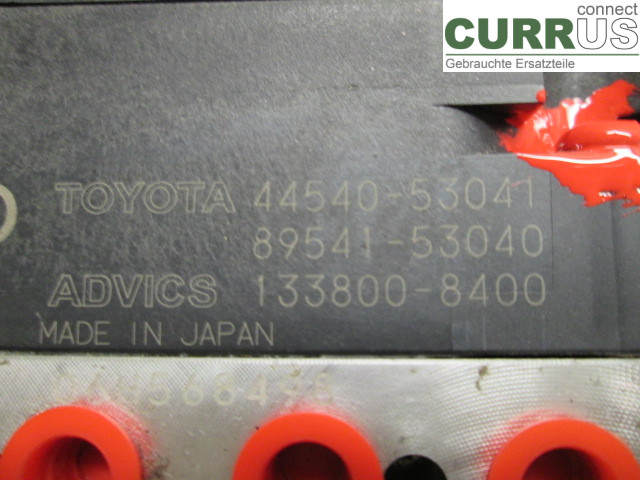 connect
CURRUS
Gebrauchte Ersatzteile
TOYOTA 44540-53041
89541-53040
ADVICS 133800-8400
MADE IN JAPAN